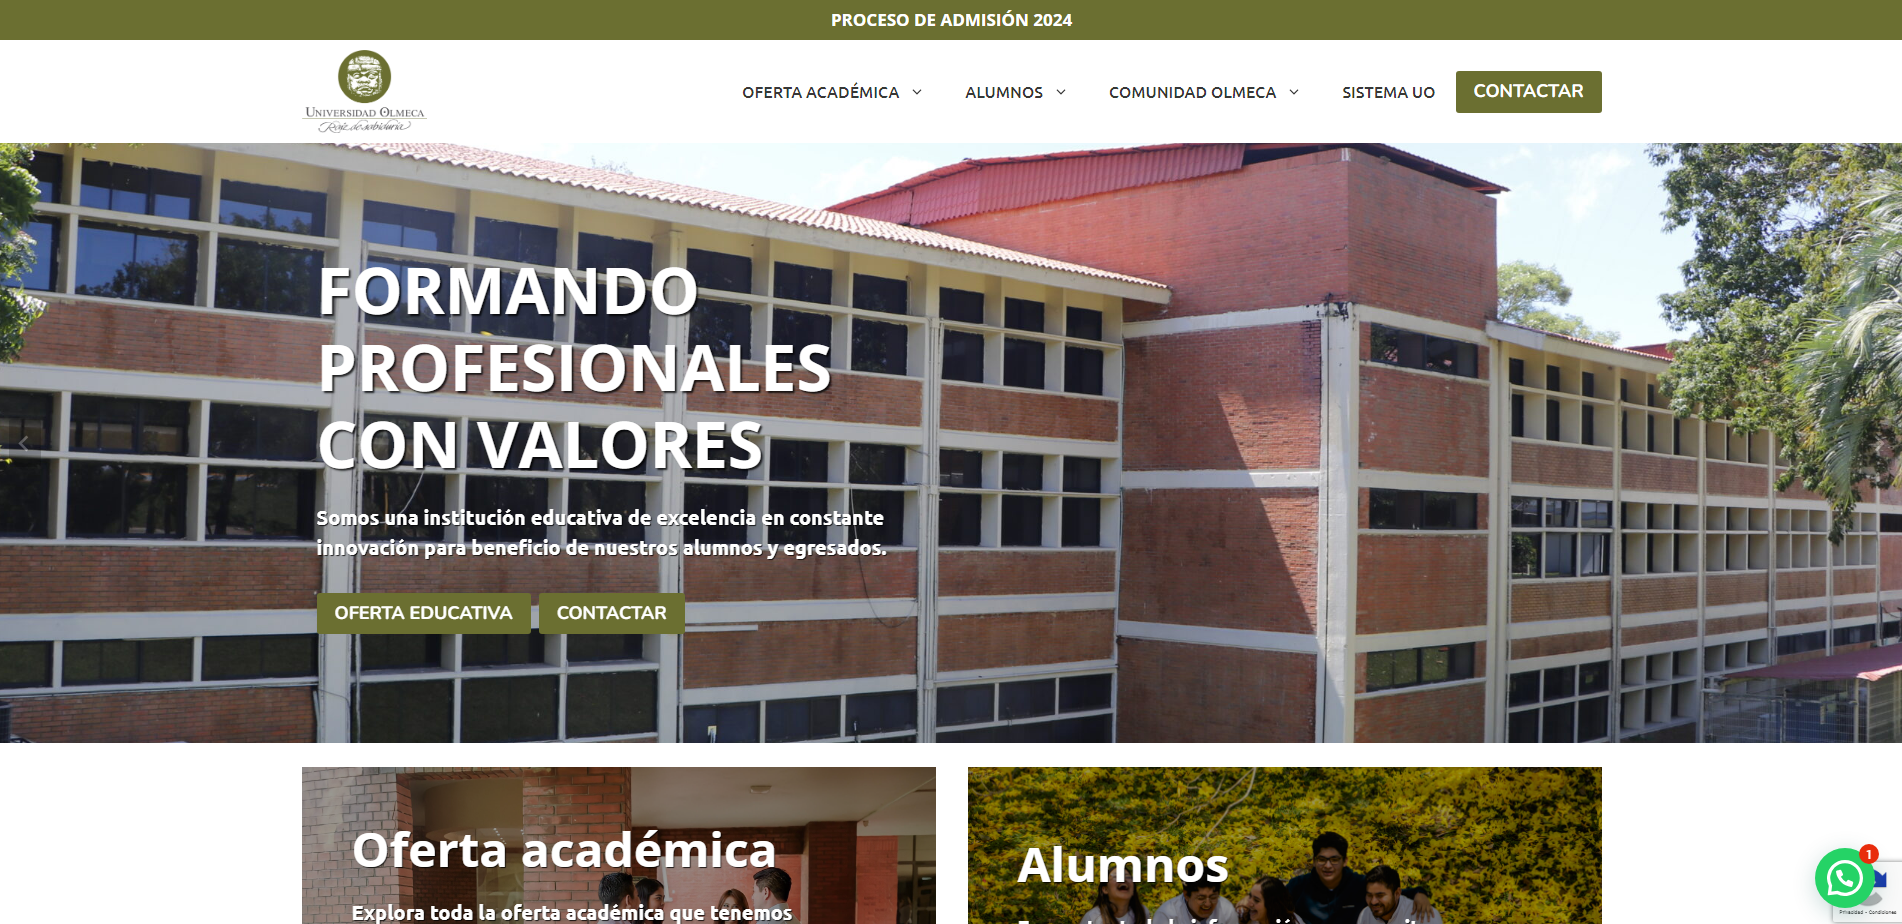 PROCESO DE ADMISIÓN 2024
UNIVERSIDAD OLMECA
Raíz de sabiduría
OFERTA ACADÉMICA
ALUMNOS
COMUNIDAD OLMECA
SISTEMA UO
CONTACTAR
FORMANDO
PROFESIONALES
CON VALORES
Somos una institución educativa de excelencia en constante
innovación para beneficio de nuestros alumnos y egresados.
OFERTA EDUCATIVA
CONTACTAR
Oferta académica
Explora toda la oferta académica que tenemos
Alumnos
1
Privacidad - Condiciones